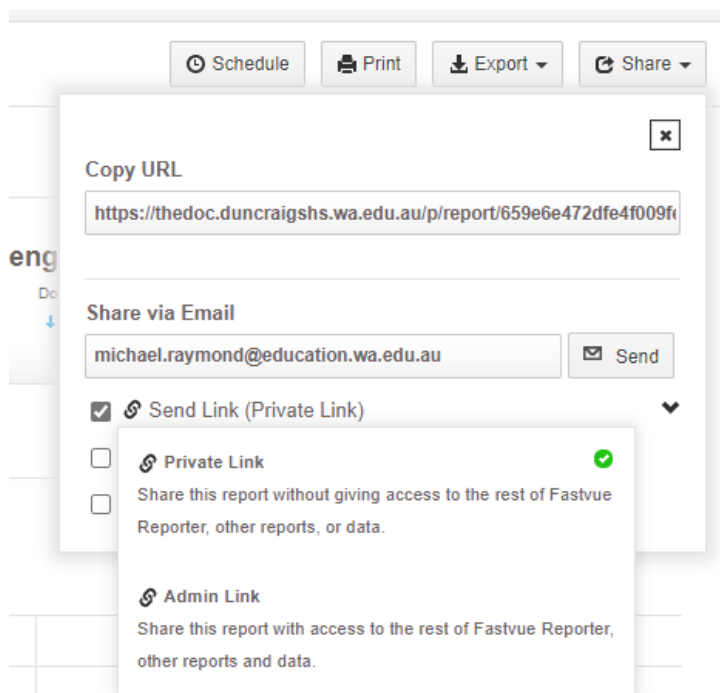 Schedule Print Export Share
Copy URL
https://thedoc.duncraigshs.wa.edu.au/p/report/659e6e472dfe4f009fe
eng
Do
Share via Email
michael.raymond@education.wa.edu.au Send
Send Link (Private Link)
Private Link
Share this report without giving access to the rest of Fastvue
Reporter, other reports, or data.
Admin Link
Share this report with access to the rest of Fastvue Reporter,
other reports and data.